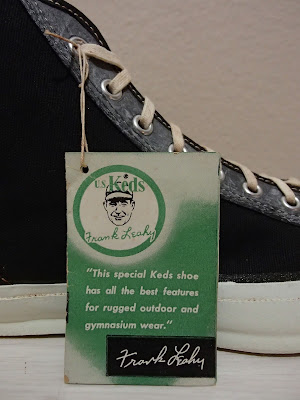 U.S. Keds
Frank Leahy
"This special Keds shoe
has all the best features
for rugged outdoor and
gymnasium wear."
Frank Leahy